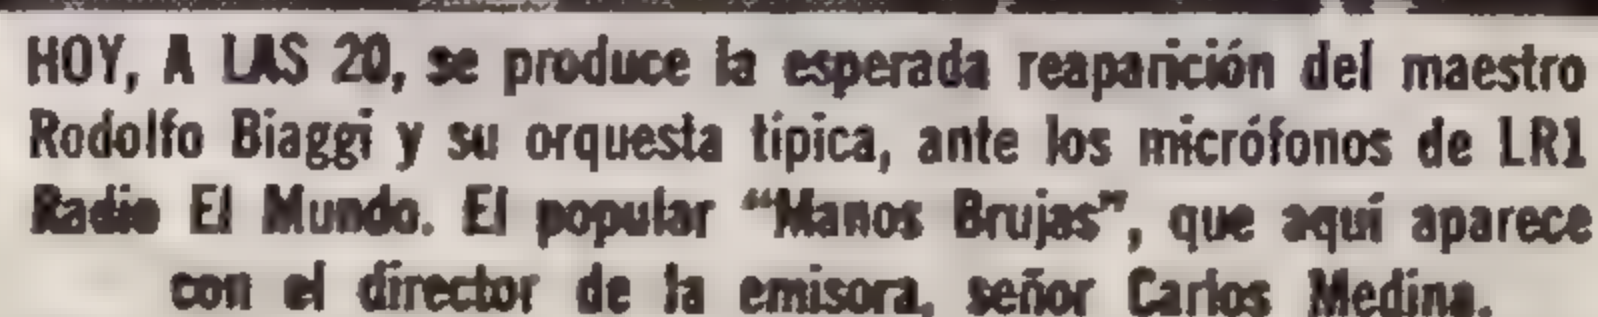 HOY, A LAS 20, se produce la esperada reaparición del maestro
Rodolfo Biaggi y su orquesta típica, ante los micrófonos de LR1
Radio El Mundo. El popular “Manos Brujas”, que aquí aparece
con el director de la emisora, señor Carlos Medina.